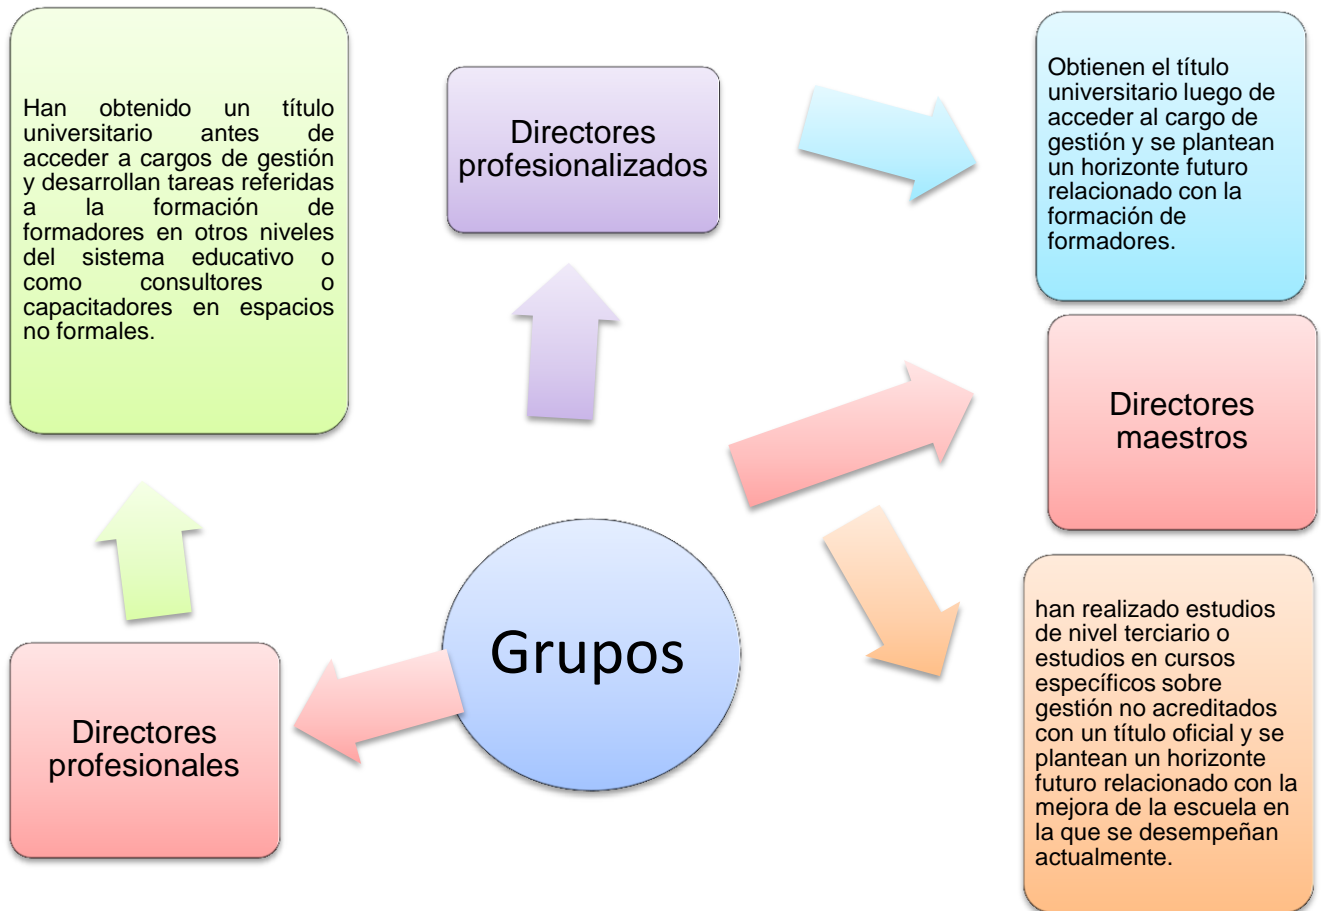 Han obtenido un título
universitario antes de
acceder a cargos de gestión
y desarrollan tareas referidas
a la formación de
formadores en otros niveles
del sistema educativo o
como consultores o
capacitadores en espacios
no formales.
Directores
profesionalizados
Obtienen el título
universitario luego de
acceder al cargo de
gestión y se plantean
un horizonte futuro
relacionado con la
formación de
formadores.
Directores
maestros
Grupos
Directores
profesionales
han realizado estudios
de nivel terciario o
estudios en cursos
específicos sobre
gestión no acreditados
con un título oficial y se
plantean un horizonte
futuro relacionado con la
mejora de la escuela en
la que se desempeñan
actualmente.